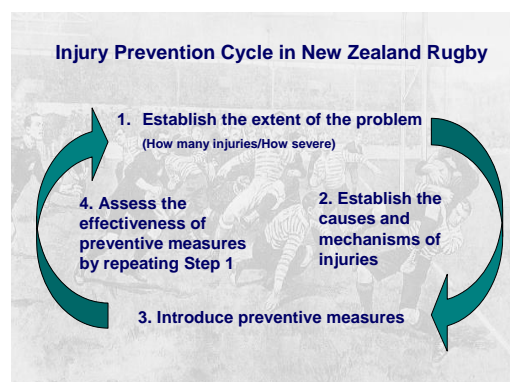 Injury Prevention Cycle in New Zealand Rugby
1. Establish the extent of the problem
(How many injuries/How severe)
2. Establish the
causes and
mechanisms of
injuries
3. Introduce preventive measures
4. Assess the
effectiveness of
preventive measures
by repeating Step 1